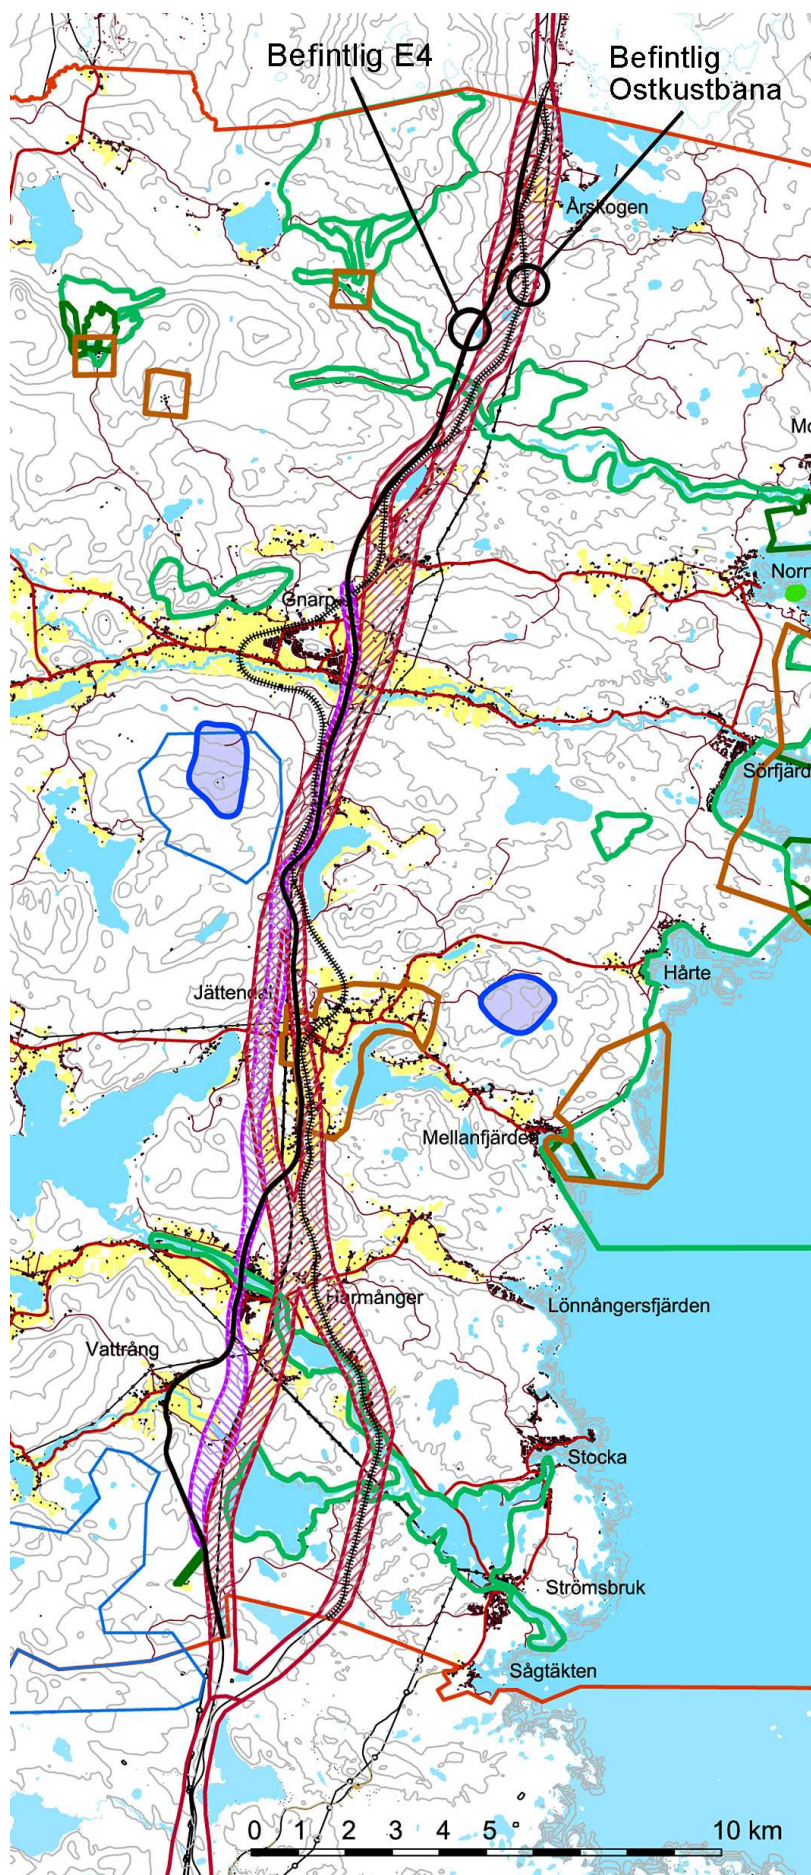 Befintlig E4
Befintlig
Ostkustbana
Årskogen
Gnarp
Sörfjärd
Hårte
Mellanfjärden
Harmånger
Lönnångersfjärden
Vattrång
Stocka
Strömsbruk
Sågtäkten
0 1 2 3 4 5 10 km